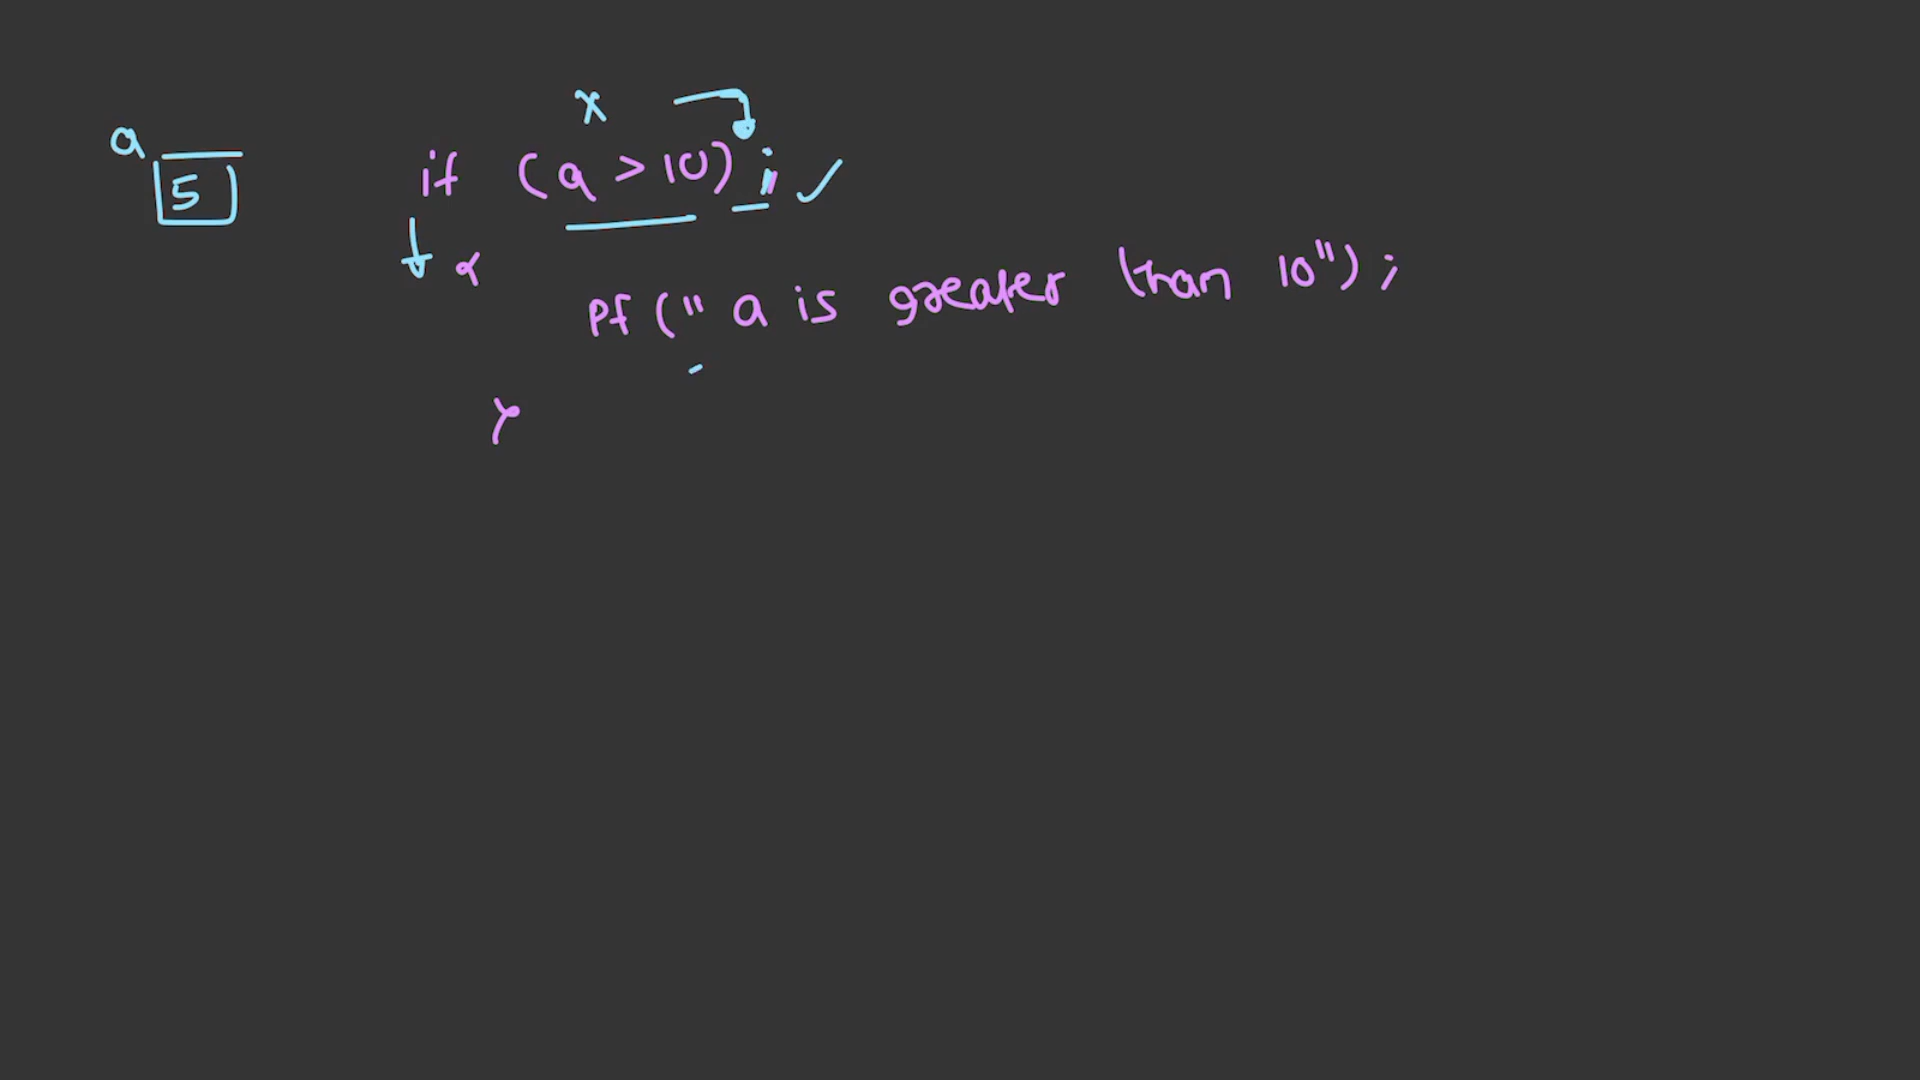 x
a
5
if (a > 10) ;
{
Pf (" a is greater than 10") ;
}